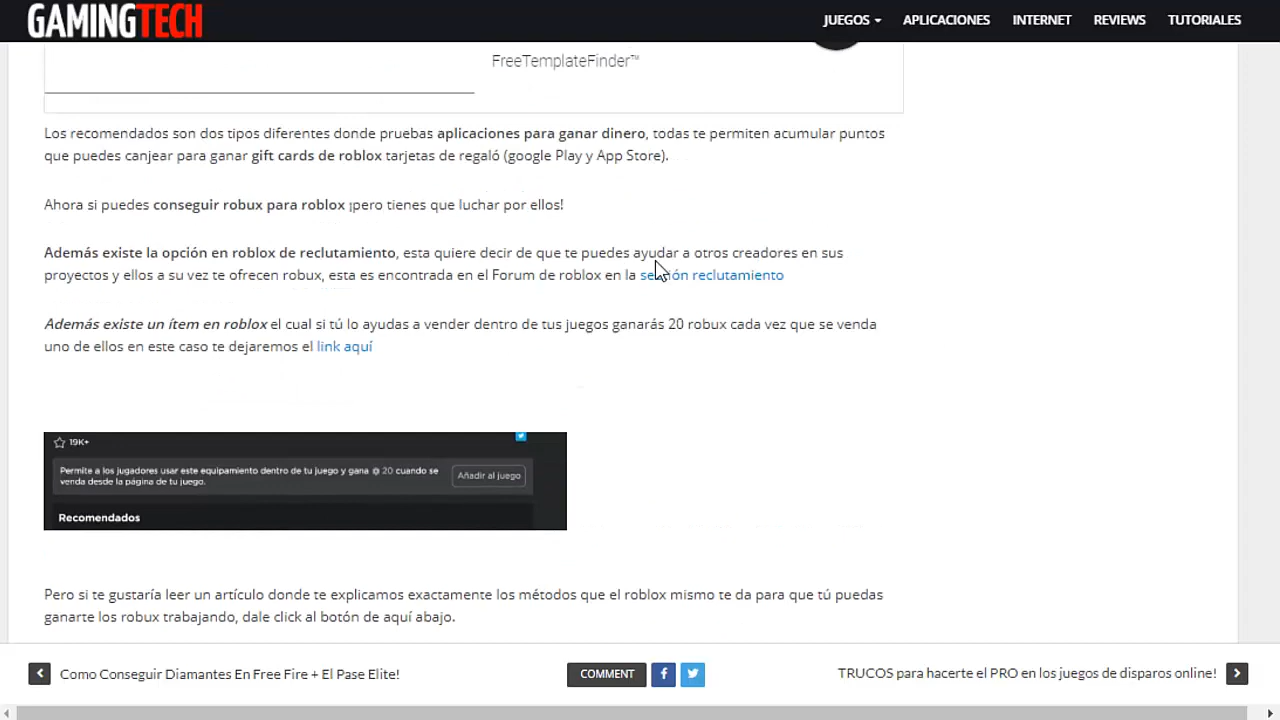 GAMINGTECH
JUEGOS APLICACIONES INTERNET REVIEWS TUTORIALES
FreeTemplateFinder™
Los recomendados son dos tipos diferentes donde pruebas aplicaciones para ganar dinero, todas te permiten acumular puntos
que puedes canjear para ganar gift cards de roblox tarjetas de regaló (google Play y App Store).
Ahora si puedes conseguir robux para roblox ¡pero tienes que luchar por ellos!
Además existe la opción en roblox de reclutamiento, esta quiere decir de que te puedes ayudar a otros creadores en sus
proyectos y ellos a su vez te ofrecen robux, esta es encontrada en el Forum de roblox en la sección reclutamiento
Además existe un ítem en roblox el cual si tú lo ayudas a vender dentro de tus juegos ganarás 20 robux cada vez que se venda
uno de ellos en este caso te dejaremos el link aquí
19K+
Permite a los jugadores usar este equipamiento dentro de tu juego y gana 20 cuando se
venda desde la página de tu juego.
Añadir al juego
Recomendados
Pero si te gustaría leer un artículo donde te explicamos exactamente los métodos que el roblox mismo te da para que tú puedas
ganarte los robux trabajando, dale click al botón de aquí abajo.
Como Conseguir Diamantes En Free Fire + El Pase Elite!
COMMENT
TRUCOS para hacerte el PRO en los juegos de disparos online!